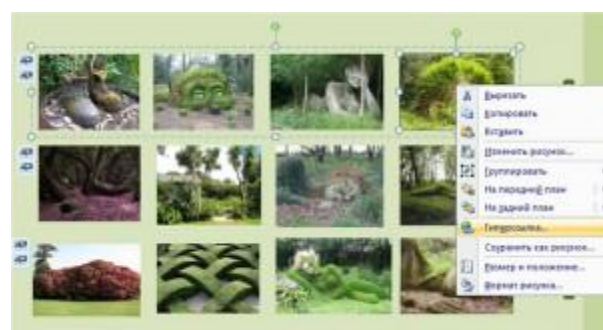 Вырезать
Копировать
Вставить
Изменить рисунок...
Группировать
На передний план
На задний план
Гиперссылка...
Сохранить как рисунок...
Размер и положение...
Формат рисунка...